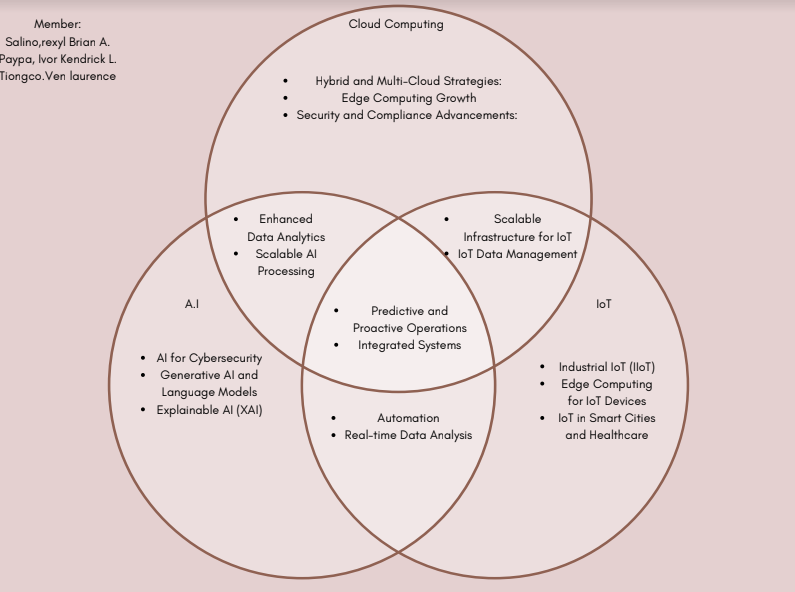 Member:
Salino,rexyl Brian A.
Paypa, Ivor Kendrick L.
Tiongco.Ven laurence
Cloud Computing
• Hybrid and Multi-Cloud Strategies:
• Edge Computing Growth
• Security and Compliance Advancements:
• Enhanced
Data Analytics
• Scalable AI
Processing
• Scalable
Infrastructure for IoT
• IoT Data Management
• Predictive and
Proactive Operations
• Integrated Systems
A.I
• AI for Cybersecurity
• Generative AI and
Language Models
• Explainable AI (XAI)
IoT
• Industrial IoT (IIoT)
• Edge Computing
for IoT Devices
• IoT in Smart Cities
and Healthcare
• Automation
• Real-time Data Analysis